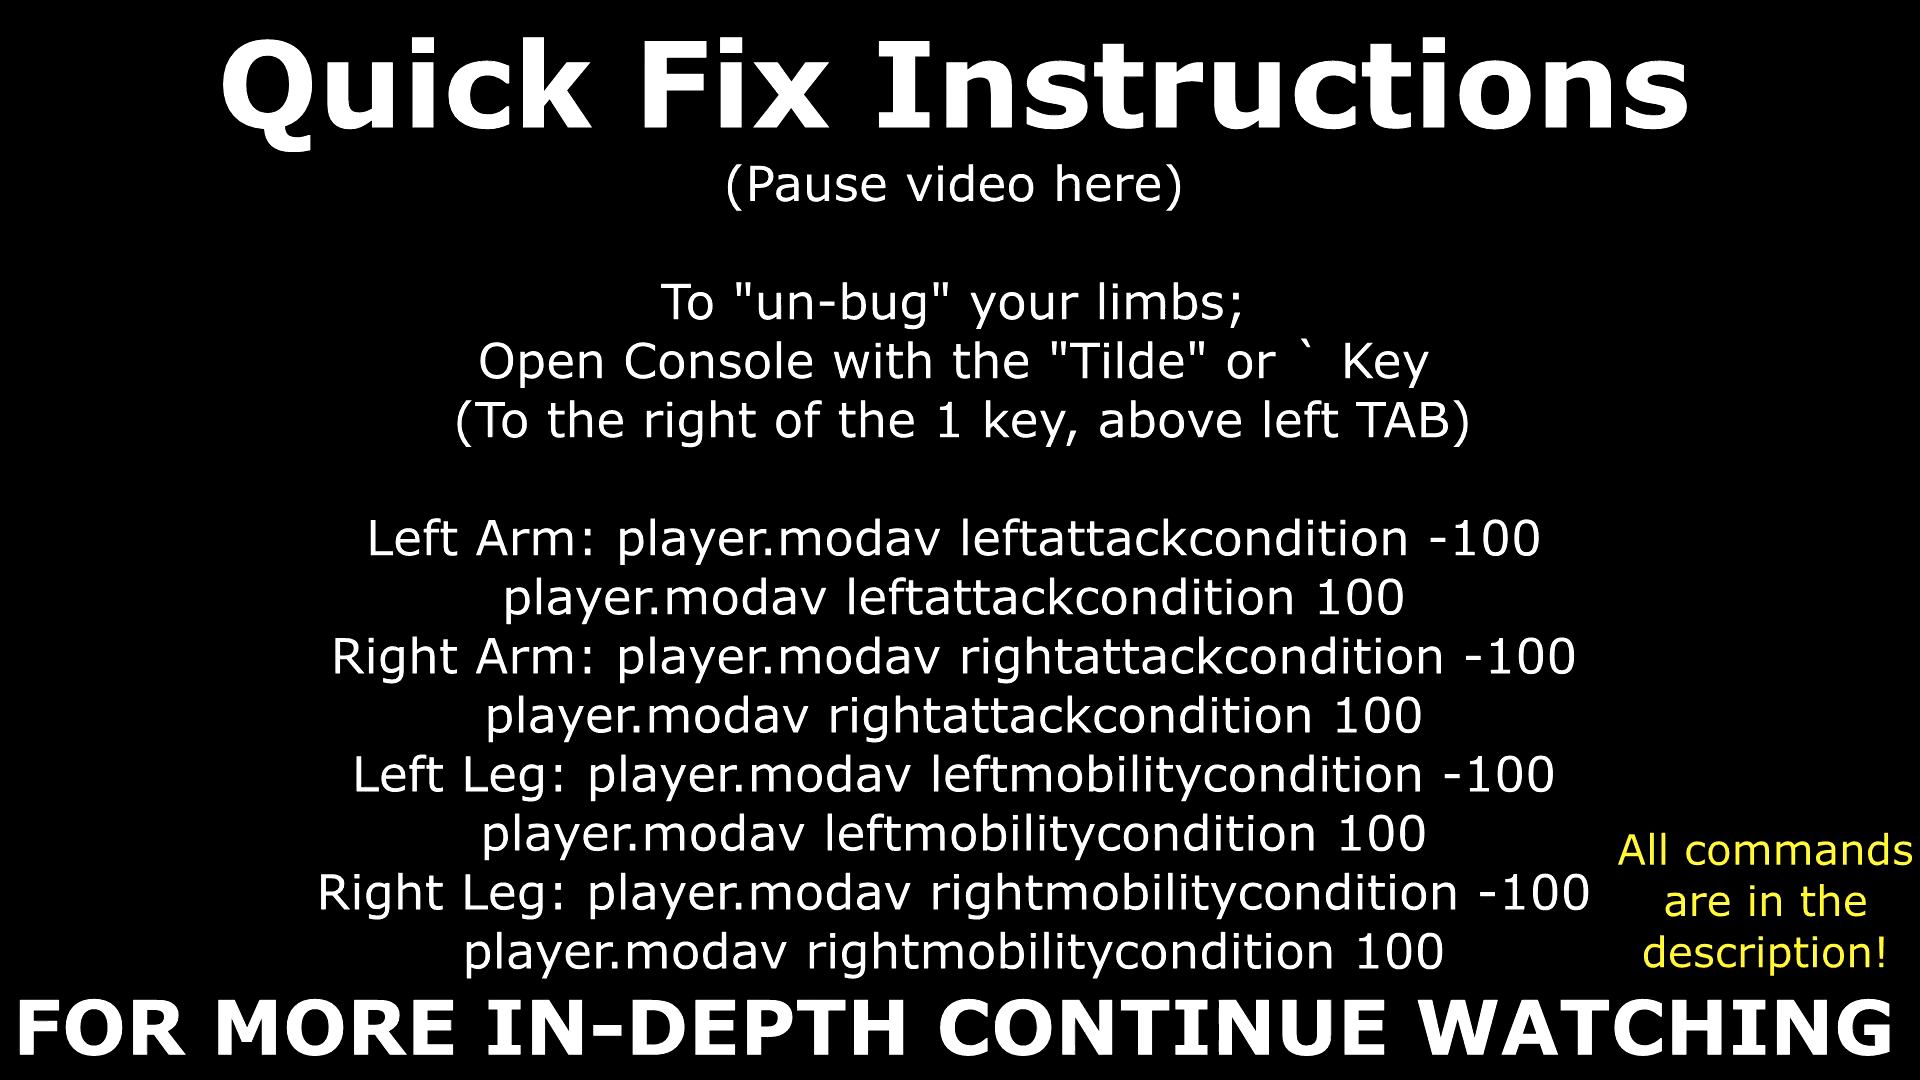 Quick Fix Instructions
(Pause video here)
To "un-bug" your limbs;
Open Console with the "Tilde" or ` Key
(To the right of the 1 key, above left TAB)
Left Arm: player.modav leftattackcondition -100
player.modav leftattackcondition 100
Right Arm: player.modav rightattackcondition -100
player.modav rightattackcondition 100
Left Leg: player.modav leftmobilitycondition -100
player.modav leftmobilitycondition 100
Right Leg: player.modav rightmobilitycondition -100
player.modav rightmobilitycondition 100
All commands
are in the
description!
FOR MORE IN-DEPTH CONTINUE WATCHING